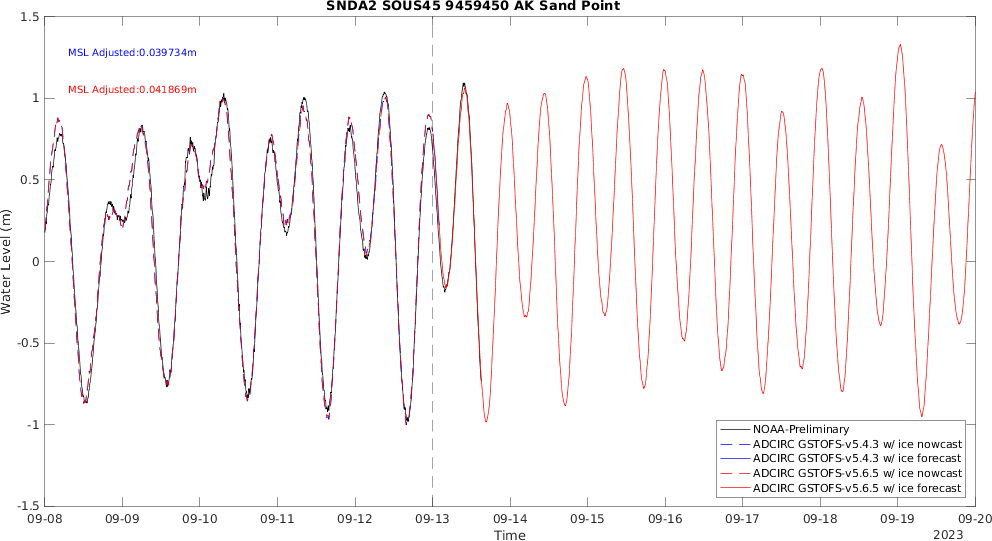 SNDA2 SOUS45 9459450 AK Sand Point
1.5
MSL Adjusted:0.039734m
MSL Adjusted:0.041869m
1
0.5
0
-0.5
-1
-1.5
Water Level (m)
NOAA-Preliminary
ADCIRC GSTOFS-v5.4.3 w/ ice nowcast
ADCIRC GSTOFS-v5.4.3 w/ ice forecast
ADCIRC GSTOFS-v5.6.5 w/ ice nowcast
ADCIRC GSTOFS-v5.6.5 w/ ice forecast
09-08 09-09 09-10 09-11 09-12 09-13 09-14 09-15 09-16 09-17 09-18 09-19 09-20
Time
2023